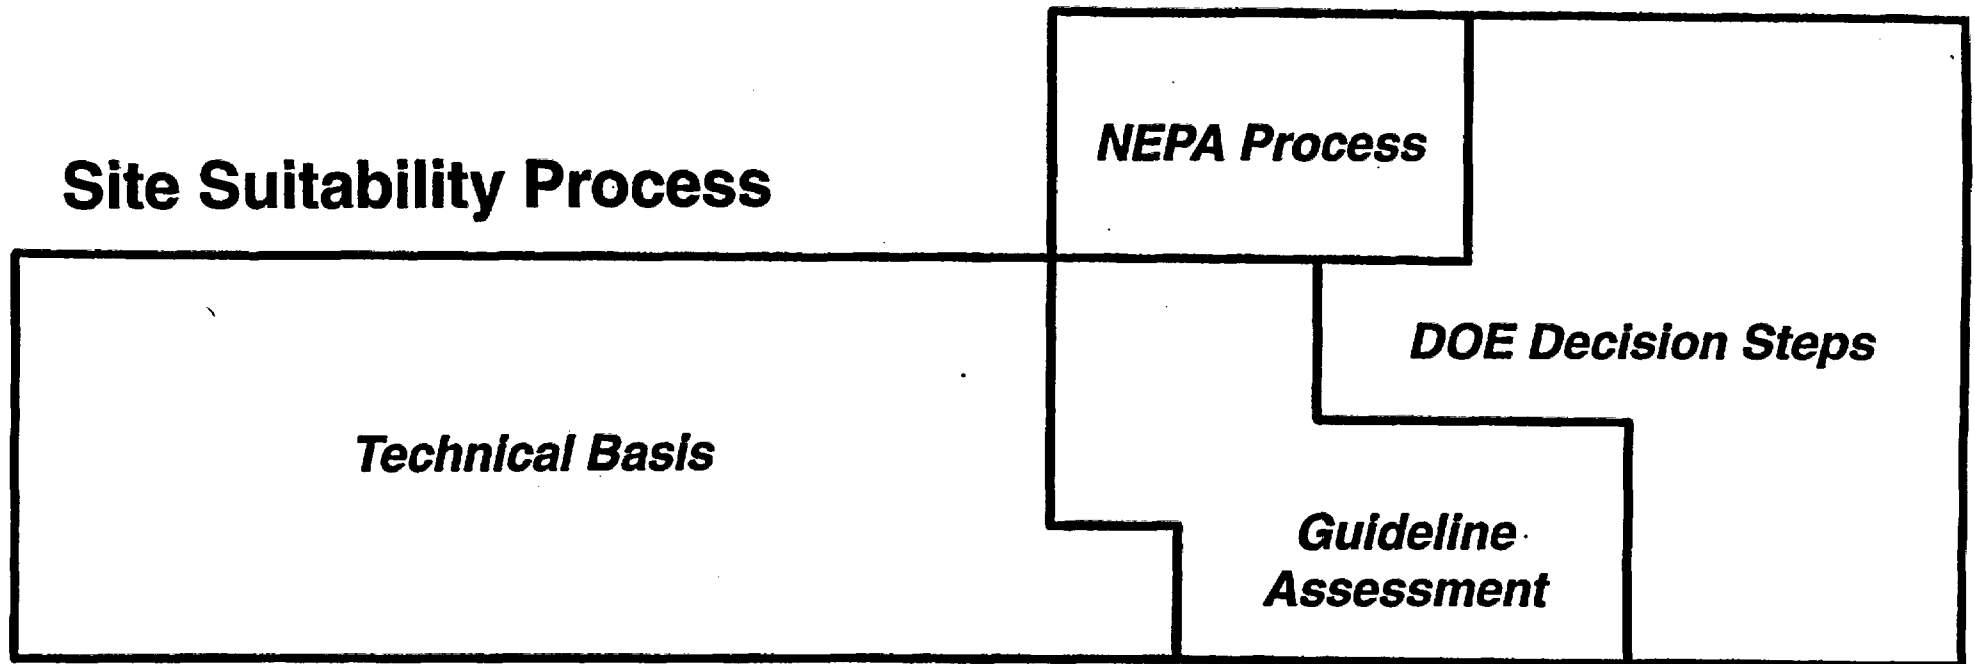 NEPA Process
Site Suitability Process
DOE Decision Steps
Technical Basis
Guideline
Assessment